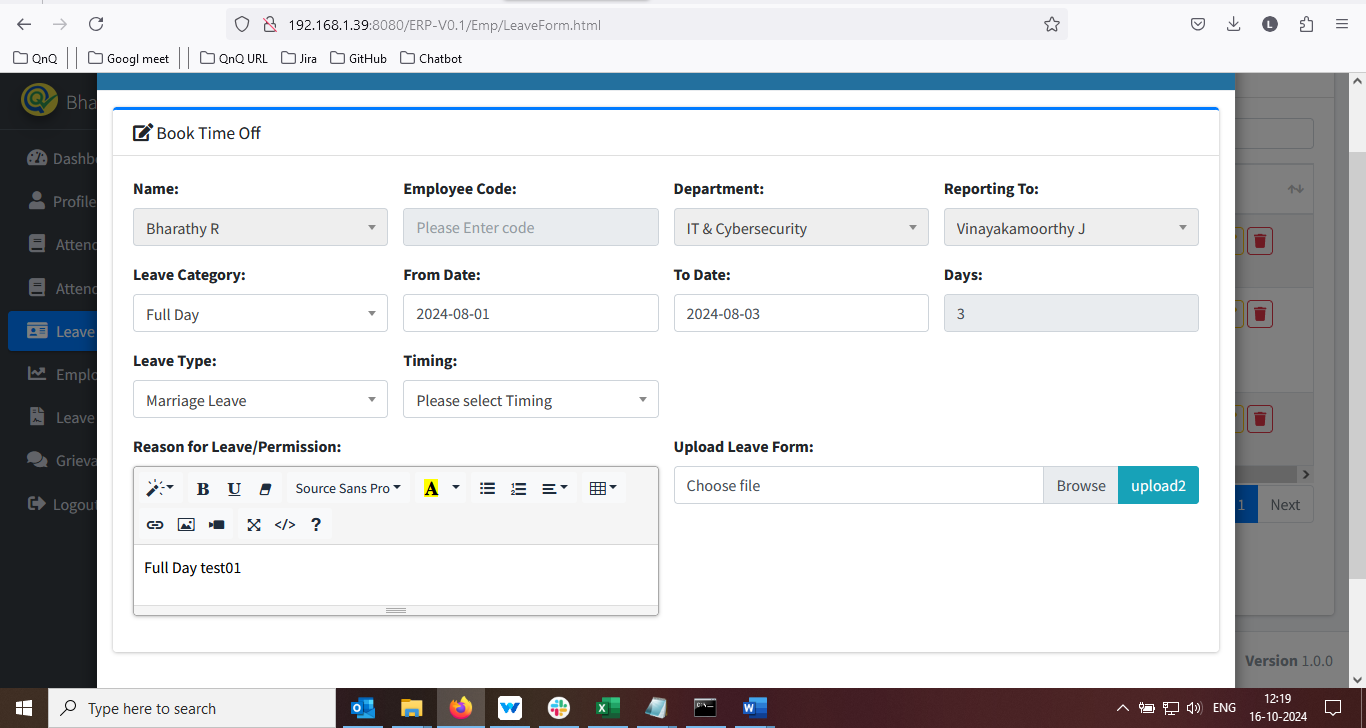 192.168.1.39:8080/ERP-V0.1/Emp/LeaveForm.html
L
QnQ
Googl meet
QnQ URL
Jira
GitHub
Chatbot
Bha
Book Time Off
Dashb
Name:
Employee Code:
Department:
Reporting To:
Profile
Bharathy R
Please Enter code
IT & Cybersecurity
Vinayakamoorthy J
Attend
Leave Category:
From Date:
To Date:
Days:
Attend
Full Day
2024-08-01
2024-08-03
3
Leave
Leave Type:
Timing:
Emplo
Marriage Leave
Please select Timing
Leave
Reason for Leave/Permission:
Upload Leave Form:
Grieva
B
U
Source Sans Pro
A
Choose file
Browse
upload2
Logout
</>
?
1
Next
Full Day test01
Version 1.0.0
Type here to search
ENG
12:19
16-10-2024